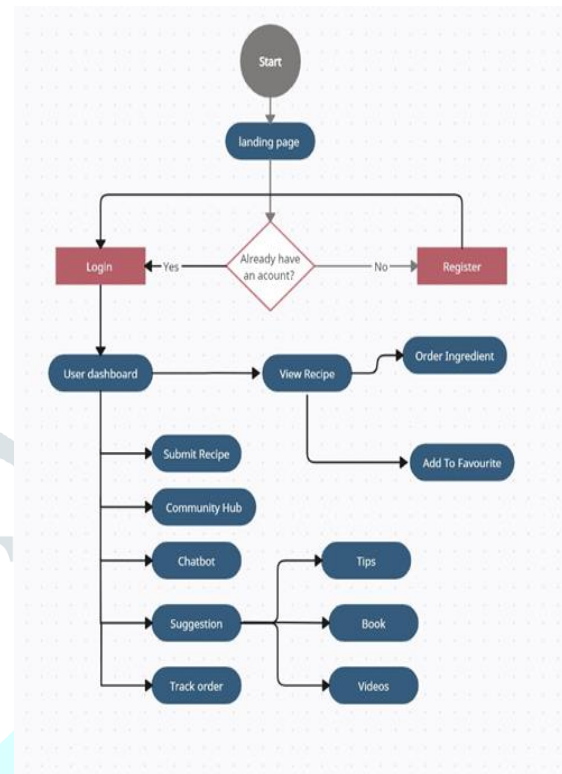 Start
landing page
Already have
an acount?
Yes
No
Login
Register
User dashboard
View Recipe
Order Ingredient
Add To Favourite
Submit Recipe
Community Hub
Chatbot
Suggestion
Tips
Book
Videos
Track order